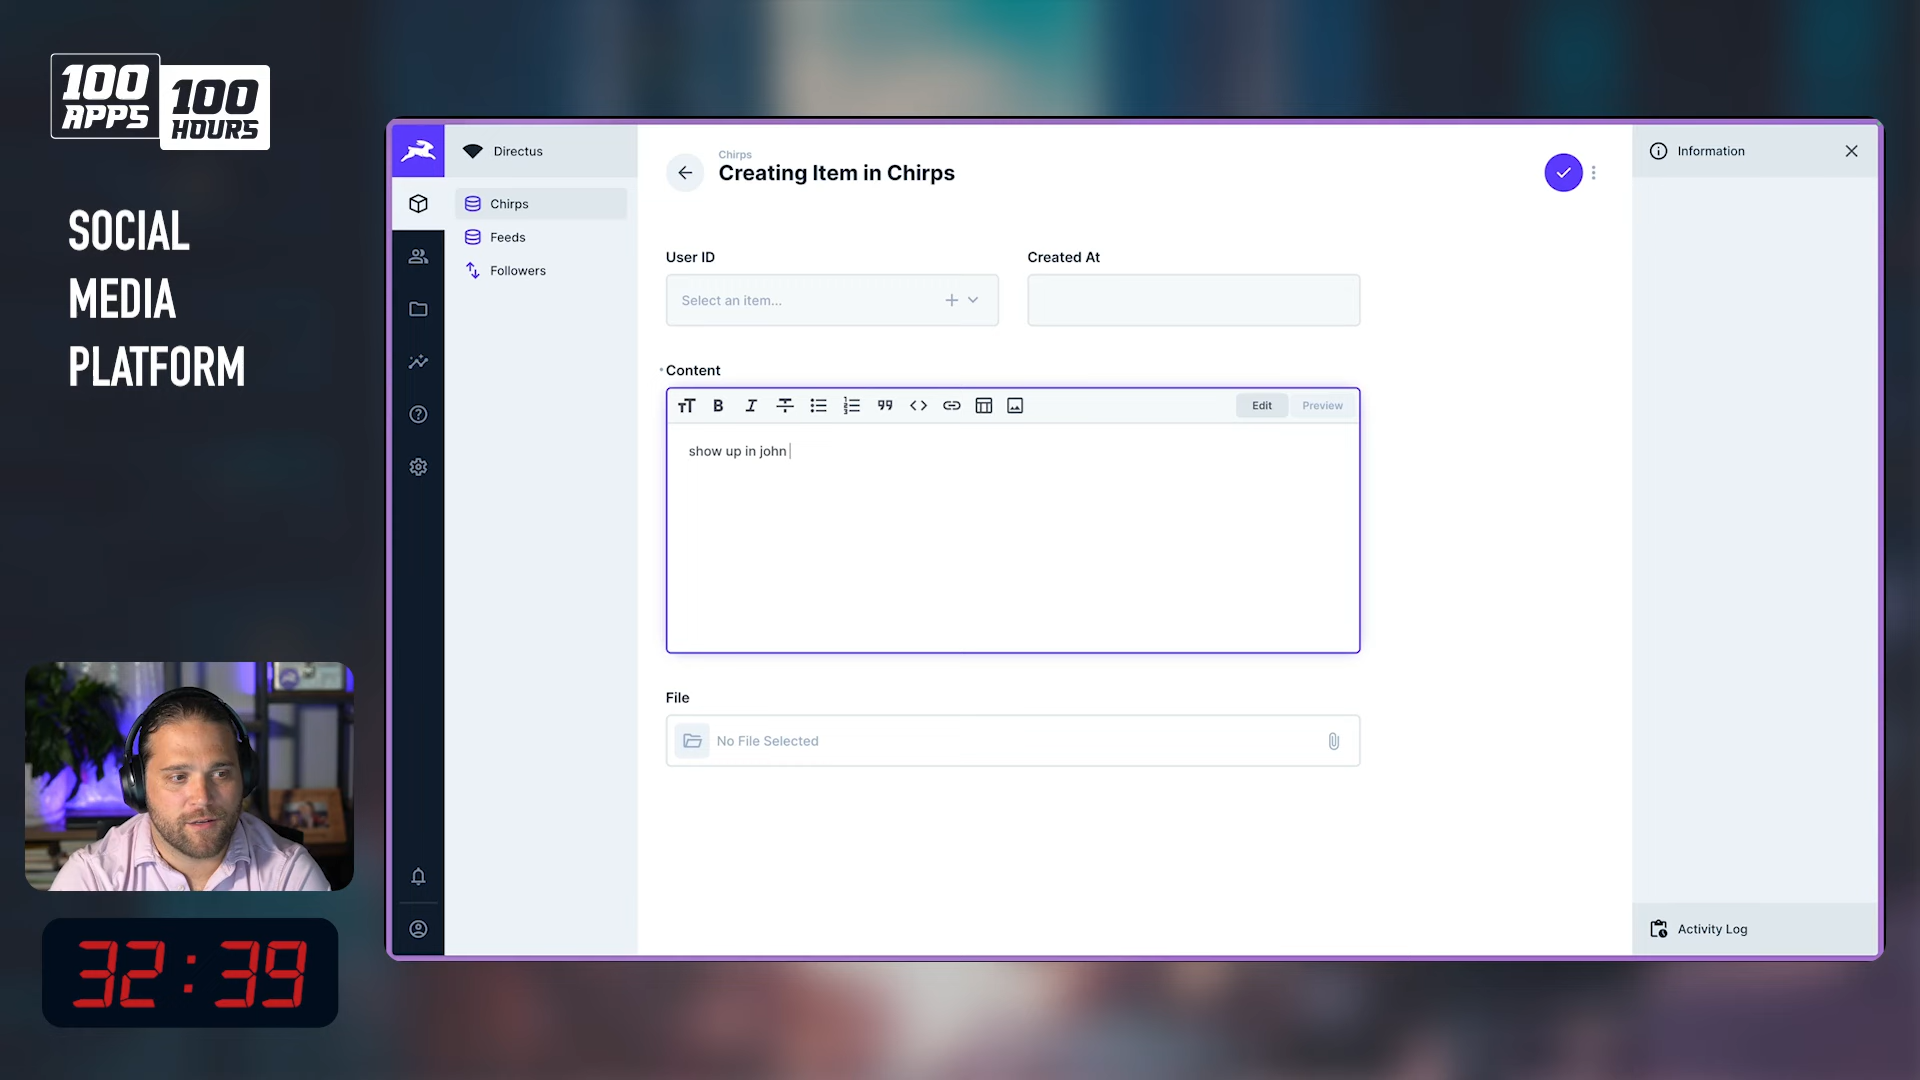 100
APPS
100
HOURS
SOCIAL
MEDIA
PLATFORM
32:39
Directus
Chirps
Feeds
Followers
Chirps
Creating Item in Chirps
User ID
Select an item...
Created At
Content
Edit
Preview
show up in john
File
No File Selected
Information
Activity Log